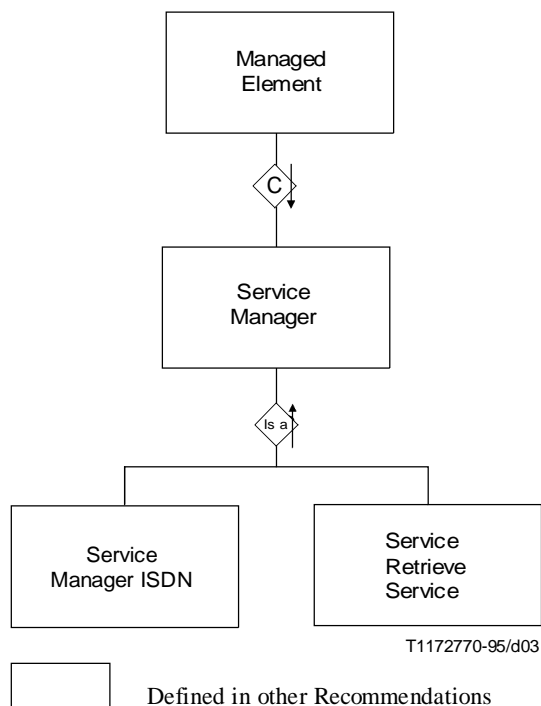 Managed
Element
C
Service
Manager
Is a
Service
Manager ISDN
Service
Retrieve
Service
T1172770-95/d03
Defined in other Recommendations